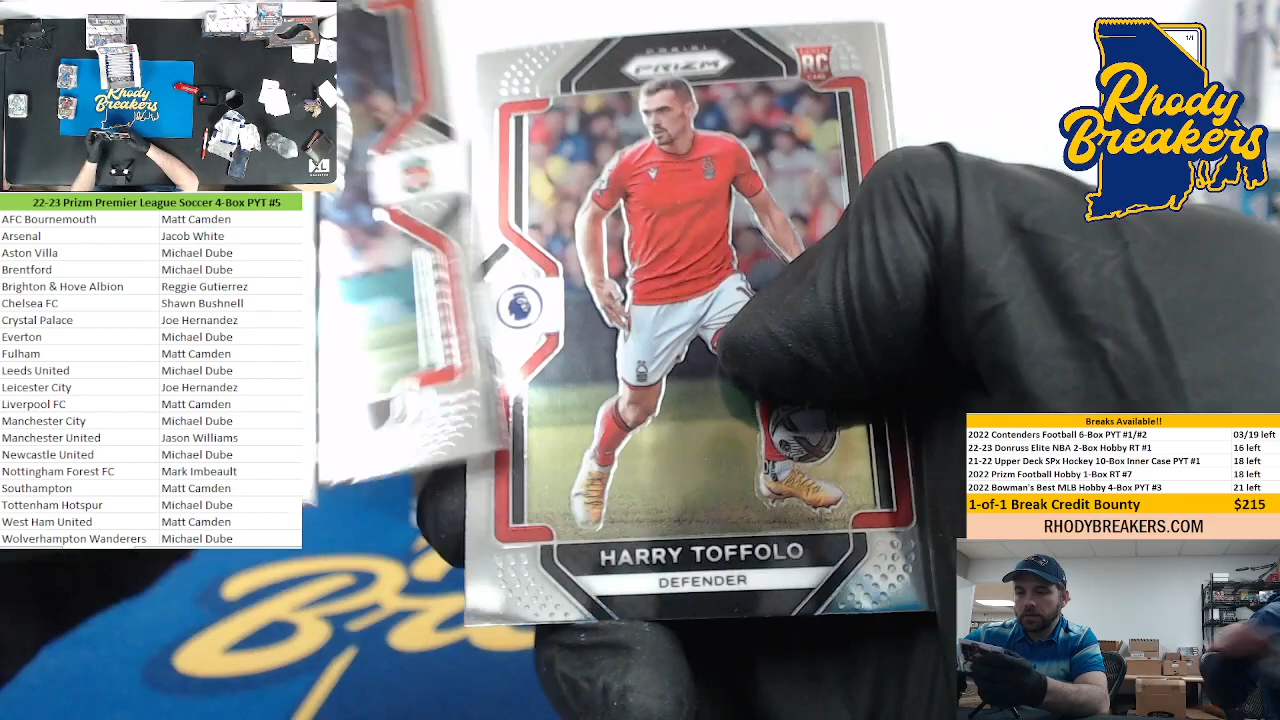 22-23 Prizm Premier League Soccer 4-Box PYT #5
AFC Bournemouth Matt Camden
Arsenal Jacob White
Aston Villa Michael Dube
Brentford Michael Dube
Brighton & Hove Albion Reggie Gutierrez
Chelsea FC Shawn Bushnell
Crystal Palace Joe Hernandez
Everton Michael Dube
Fulham Matt Camden
Leeds United Michael Dube
Leicester City Joe Hernandez
Liverpool FC Matt Camden
Manchester City Michael Dube
Manchester United Jason Williams
Newcastle United Michael Dube
Nottingham Forest FC Mark Imbeault
Southampton Matt Camden
Tottenham Hotspur Michael Dube
West Ham United Matt Camden
Wolverhampton Wanderers Michael Dube
Rhody
Breakers
PANINI
PRIZM
RC
HARRY TOFFOLO
DEFENDER
1/1
Rhody
Breakers
Breaks Available!!
2022 Contenders Football 6-Box PYT #1/#2 03/19 left
22-23 Donruss Elite NBA 2-Box Hobby RT #1 16 left
21-22 Upper Deck SPx Hockey 10-Box Inner Case PYT #1 18 left
2022 Prizm Football Hobby 1-Box RT #7 18 left
2022 Bowman's Best MLB Hobby 4-Box PYT #3 21 left
1-of-1 Break Credit Bounty $215
RHODYBREAKERS.COM